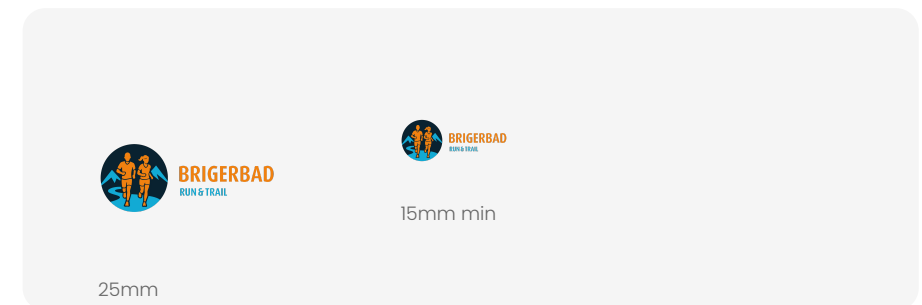 BRIGERBAD
RUN & TRAIL
25mm
BRIGERBAD
RUN & TRAIL
15mm min